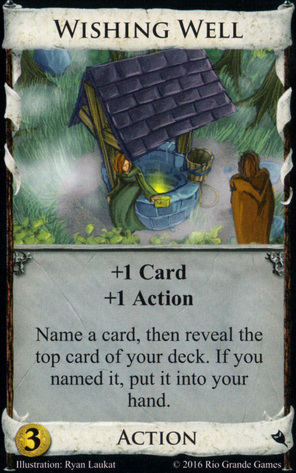 WISHING WELL
+1 Card
+1 Action
Name a card, then reveal the
top card of your deck. If you
named it, put it into your
hand.
3 ACTION
Illustration: Ryan Laukat © 2016 Rio Grande Games